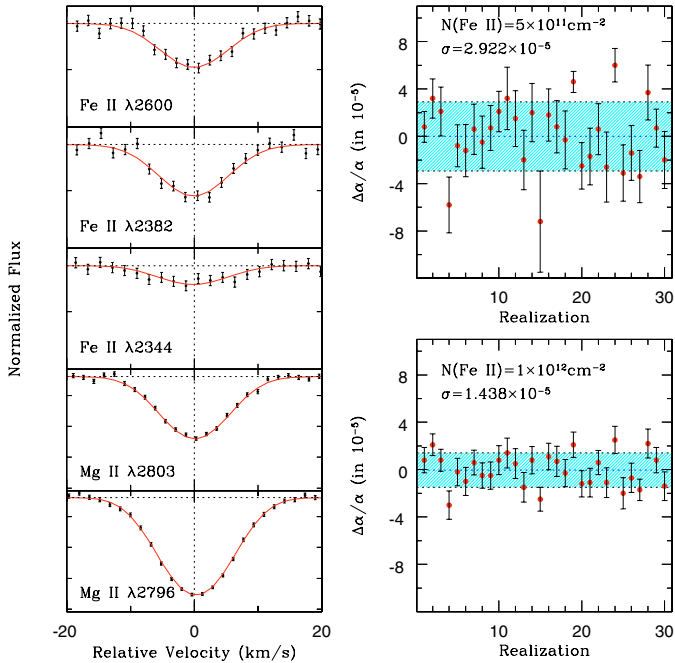 Normalized Flux
Fe II λ2600
Fe II λ2382
Fe II λ2344
Mg II λ2803
Mg II λ2796
-20 0 20
Relative Velocity (km/s)
N(Fe II)=5×10¹¹cm⁻²
σ=2.922×10⁻⁵
Δα/α (in 10⁻⁵)
8
4
0
-4
-8
10 20 30
Realization
N(Fe II)=1×10¹²cm⁻²
σ=1.438×10⁻⁵
Δα/α (in 10⁻⁵)
8
4
0
-4
-8
10 20 30
Realization